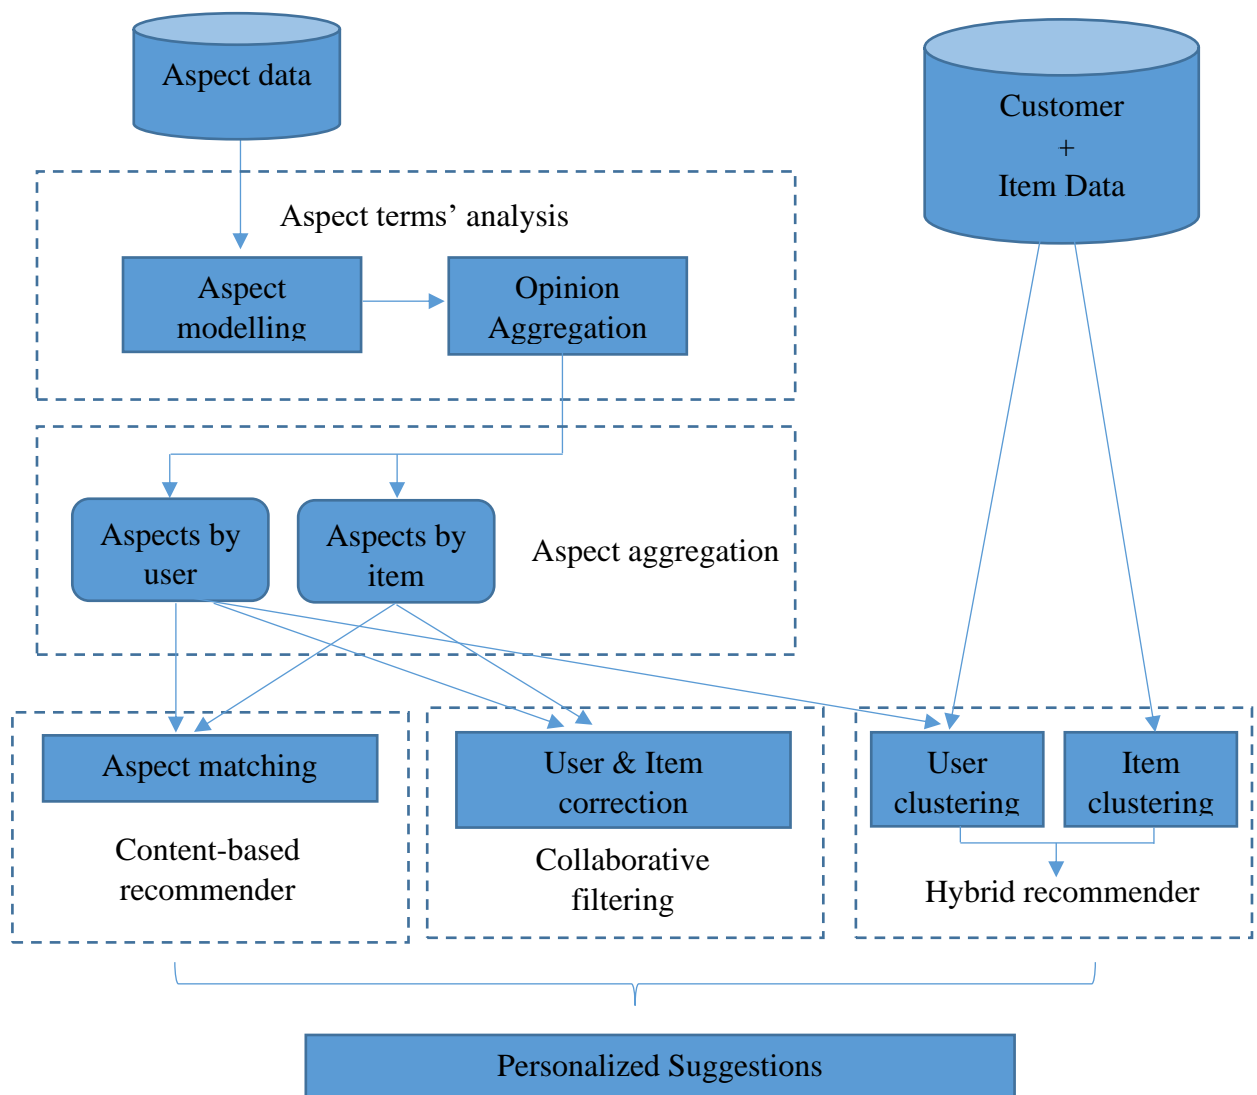 Aspect data
Customer
+
Item Data
Aspect terms’ analysis
Aspect
modelling
Opinion
Aggregation
Aspects by
user
Aspects by
item
Aspect aggregation
Aspect matching
Content-based
recommender
User & Item
correction
Collaborative
filtering
User
clustering
Item
clustering
Hybrid recommender
Personalized Suggestions